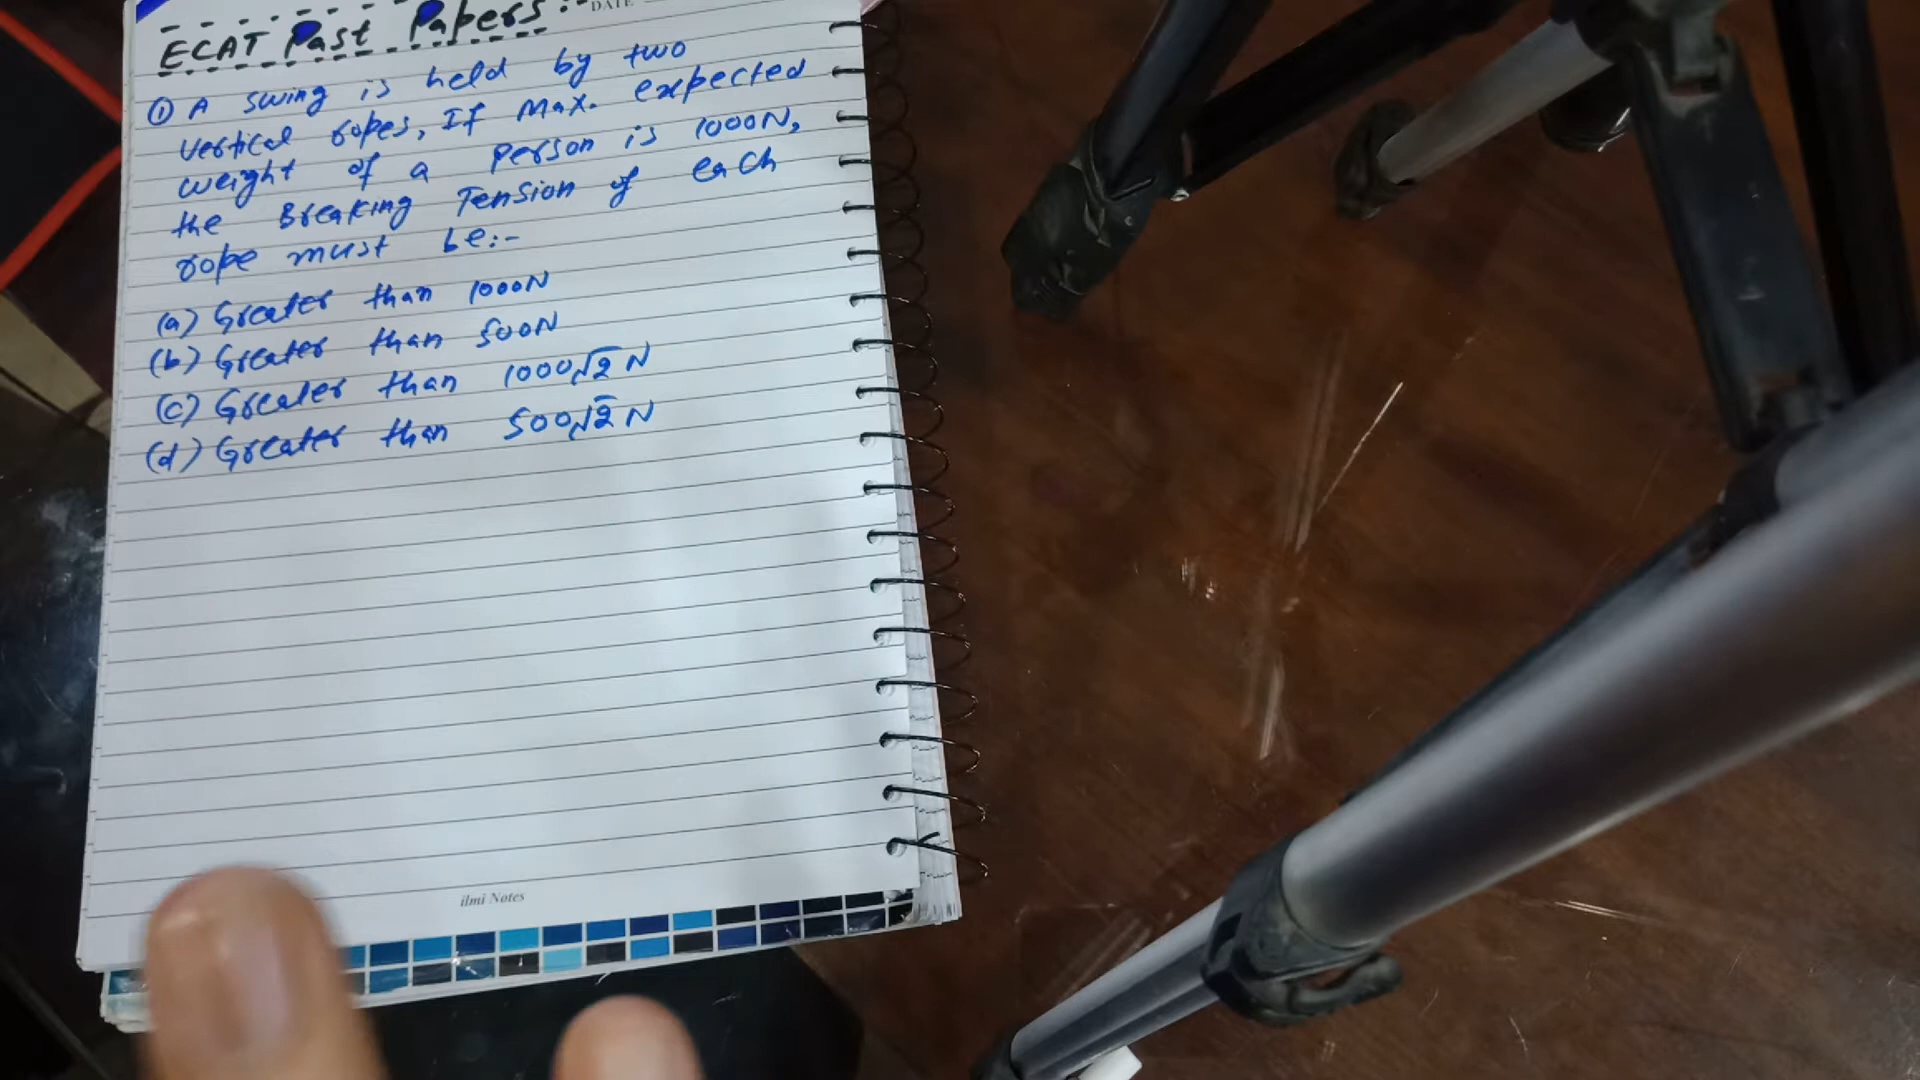 DATE
ECAT Past Papers:-
① A swing is held by two
vertical ropes, If Max. expected
weight of a person is 1000N,
the Breaking Tension of each
rope must be:-
(a) Greater than 1000N
(b) Greater than 500N
(c) Greater than 1000√2 N
(d) Greater than 500√2 N
ilmi Notes